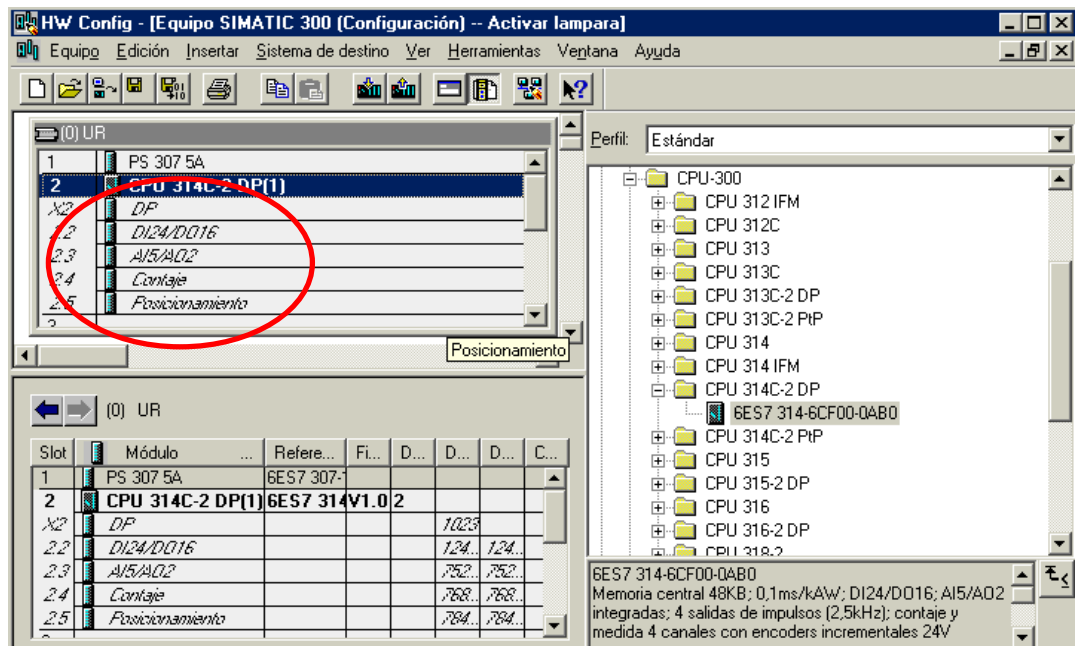 HW Config - [Equipo SIMATIC 300 (Configuración) -- Activar lampara]
Equipo Edición Insertar Sistema de destino Ver Herramientas Ventana Ayuda
(0) UR
1 PS 307 5A
2 CPU 314C-2 DP(1)
X2 DP
2.2 DI24/DO16
2.3 AI5/AO2
2.4 Contaje
2.5 Posicionamiento
3
Posicionamiento
Perfil: Estándar
CPU-300
CPU 312 IFM
CPU 312C
CPU 313
CPU 313C
CPU 313C-2 DP
CPU 313C-2 PtP
CPU 314
CPU 314 IFM
CPU 314C-2 DP
6ES7 314-6CF00-0AB0
CPU 314C-2 PtP
CPU 315
CPU 315-2 DP
CPU 316
CPU 316-2 DP
CPU 318-2
(0) UR
Slot Módulo ... Refere... Fi... D... D... D... C...
1 PS 307 5A 6ES7 307-1
2 CPU 314C-2 DP(1) 6ES7 314 V1.0 2
X2 DP 1023
2.2 DI24/DO16 124... 124...
2.3 AI5/AO2 752... 752...
2.4 Contaje 768... 768...
2.5 Posicionamiento 784... 784...
6ES7 314-6CF00-0AB0
Memoria central 48KB; 0,1ms/kAW; DI24/DO16; AI5/AO2
integradas; 4 salidas de impulsos (2,5kHz); contaje y
medida 4 canales con encoders incrementales 24V